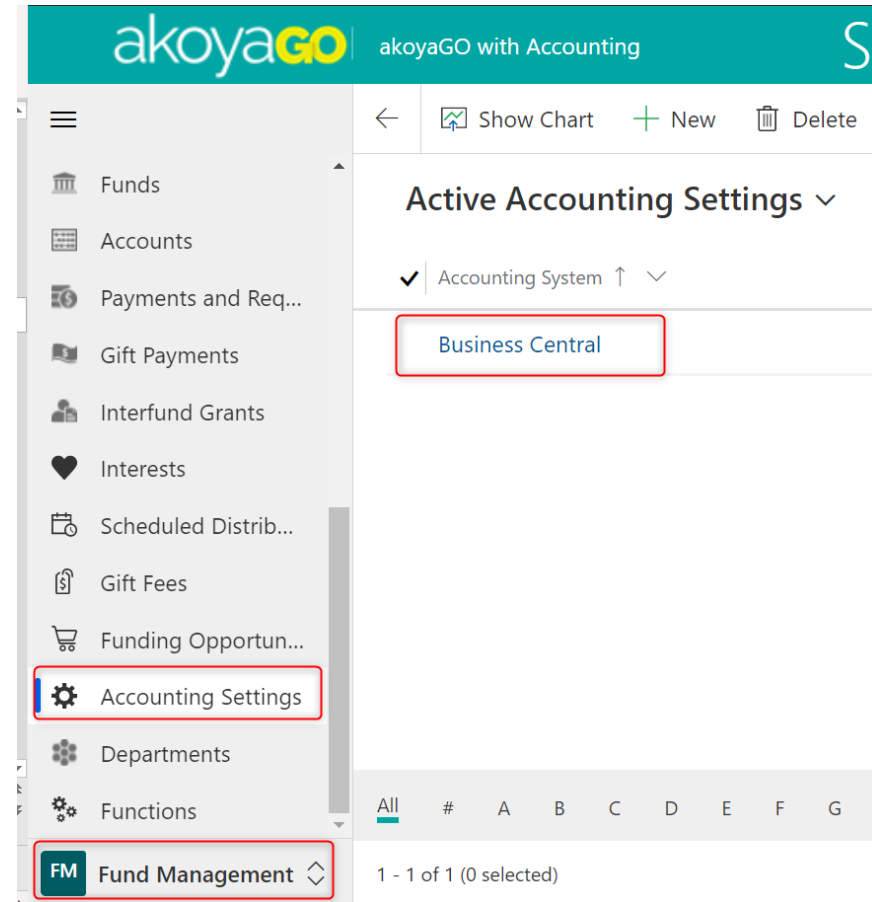 akoyaGO
akoyaGO with Accounting
S
Show Chart
New
Delete
Funds
Accounts
Payments and Req...
Gift Payments
Interfund Grants
Interests
Scheduled Distrib...
Gift Fees
Funding Opportun...
Accounting Settings
Departments
Functions
FM Fund Management
Active Accounting Settings
Accounting System
Business Central
All # A B C D E F G
1 - 1 of 1 (0 selected)